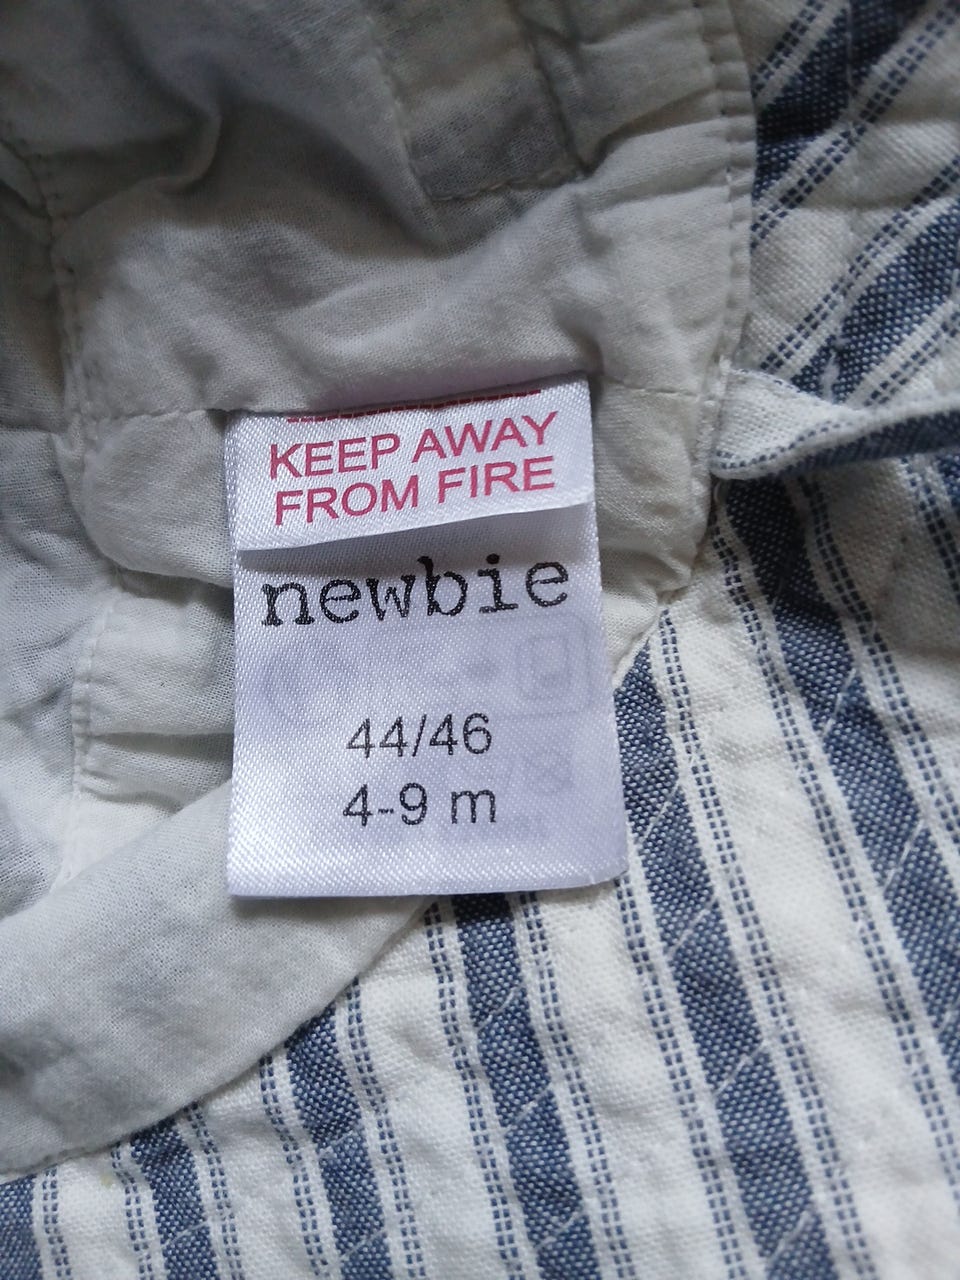 KEEP AWAY
FROM FIRE
newbie
44/46
4-9 m